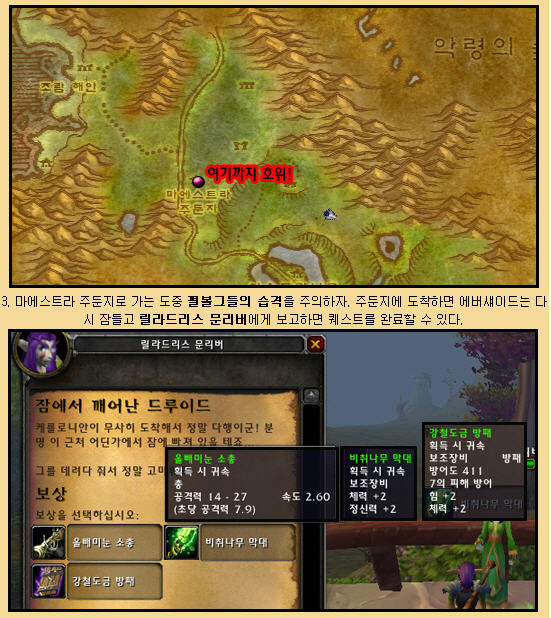 악령의
조람 해안
여기까지 호위!
마에스트라
주둔지
3. 마에스트라 주둔지로 가는 도중 펄볼그들의 습격을 주의하자. 주둔지에 도착하면 에버섀이드는 다
시 잠들고 릴라드리스 문리버에게 보고하면 퀘스트를 완료할 수 있다.
릴라드리스 문리버
잠에서 깨어난 드루이드
케를로니안이 무사히 도착해서 정말 다행이군! 분
명 이 근처 어딘가에서 잠에 빠져 있을 테죠...
그를 데려다 줘서 정말 고마
보상
보상을 선택하십시오:
올빼미눈 소총
비취나무 막대
강철도금 방패
올빼미눈 소총
획득 시 귀속
총
공격력 14 - 27 속도 2.60
(초당 공격력 7.9)
비취나무 막대
획득 시 귀속
보조장비
체력 +2
정신력 +2
강철도금 방패
획득 시 귀속
보조장비 방패
방어도 411
7의 피해 방어
힘 +2
체력 +2